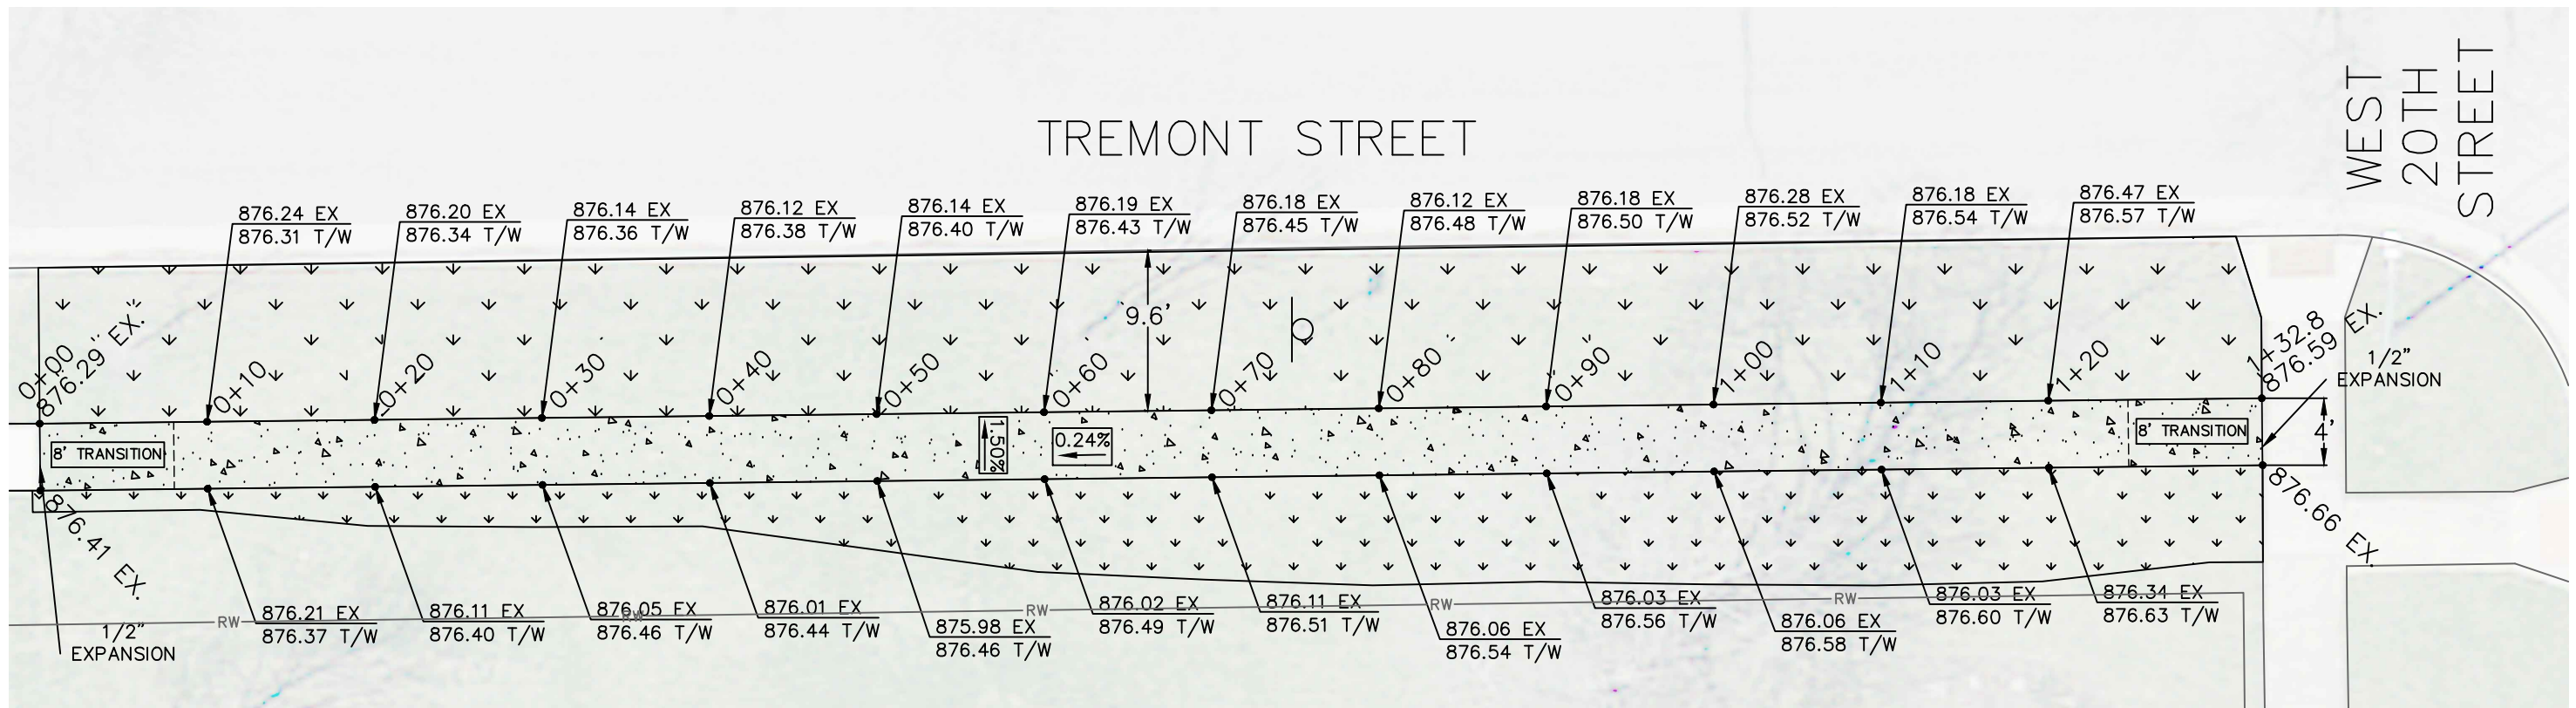 WEST
20TH
STREET
TREMONT STREET
876.24 EX
876.31 T/W
876.20 EX
876.34 T/W
876.14 EX
876.36 T/W
876.12 EX
876.38 T/W
876.14 EX
876.40 T/W
876.19 EX
876.43 T/W
876.18 EX
876.45 T/W
876.12 EX
876.48 T/W
876.18 EX
876.50 T/W
876.28 EX
876.52 T/W
876.18 EX
876.54 T/W
876.47 EX
876.57 T/W
9.6'
0+00
876.29 EX.
0+10
0+20
0+30
0+40
0+50
0+60
0+70
0+80
0+90
1+00
1+10
1+20
1+32.8
876.59 EX.
1/2"
EXPANSION
8' TRANSITION
1.50%
0.24%
8' TRANSITION
4'
876.41 EX.
876.66 EX.
876.21 EX
876.37 T/W
876.11 EX
876.40 T/W
876.05 EX
876.46 T/W
876.01 EX
876.44 T/W
875.98 EX
876.46 T/W
876.02 EX
876.49 T/W
876.11 EX
876.51 T/W
876.06 EX
876.54 T/W
876.03 EX
876.56 T/W
876.06 EX
876.58 T/W
876.03 EX
876.60 T/W
876.34 EX
876.63 T/W
RW
RW
RW
RW
RW
1/2"
EXPANSION